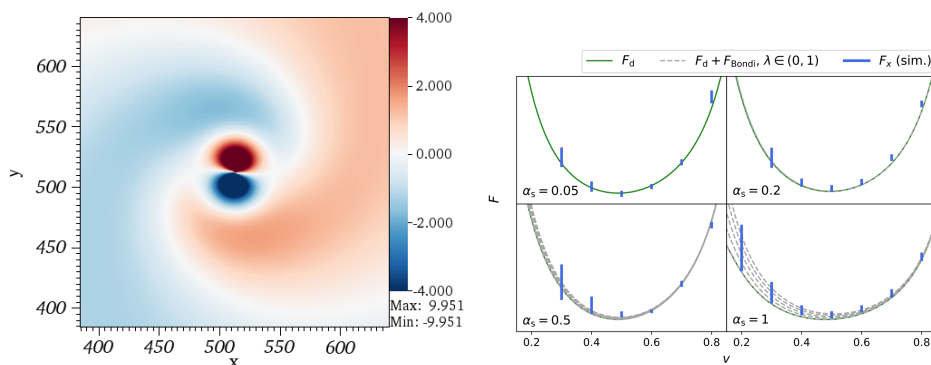 4.000
2.000
0.000
-2.000
-4.000
Max: 9.951
Min: -9.951
600
550
500
450
400
y
400 450 500 550 600
x
F_d F_d + F_Bondi, λ ∈ (0, 1) F_x (sim.)
F
α_s = 0.05 α_s = 0.2
α_s = 0.5 α_s = 1
0.2 0.4 0.6 0.8 0.2 0.4 0.6 0.8
v